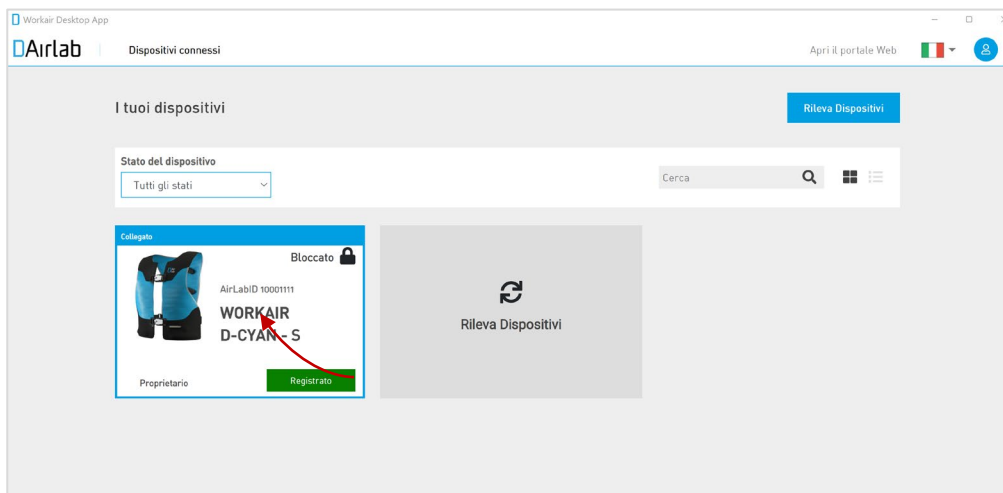 Workair Desktop App
DAırlab
Dispositivi connessi
Apri il portale Web
I tuoi dispositivi
Rileva Dispositivi
Stato del dispositivo
Tutti gli stati
Cerca
Collegato
Bloccato
AirLabID 10001111
WORKAIR
D-CYAN - S
Proprietario
Registrato
Rileva Dispositivi